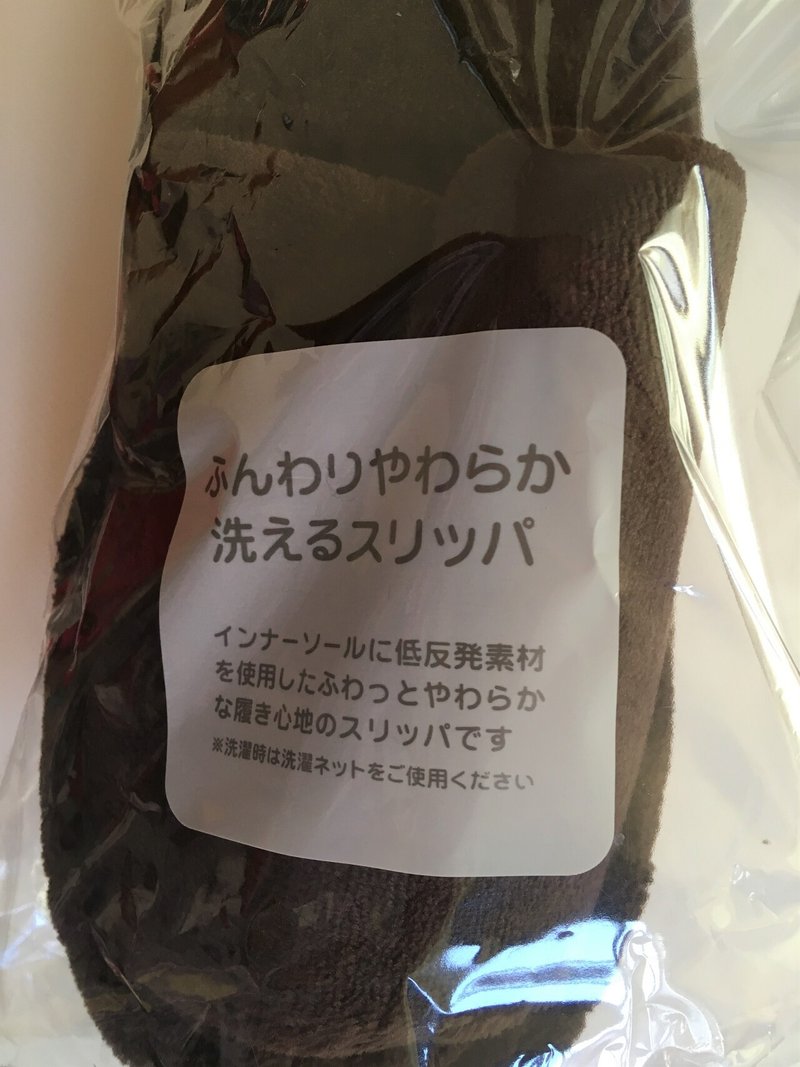 ふんわりやわらか
洗えるスリッパ
インナーソールに低反発素材
を使用したふわっとやわらか
な履き心地のスリッパです
※洗濯時は洗濯ネットをご使用ください